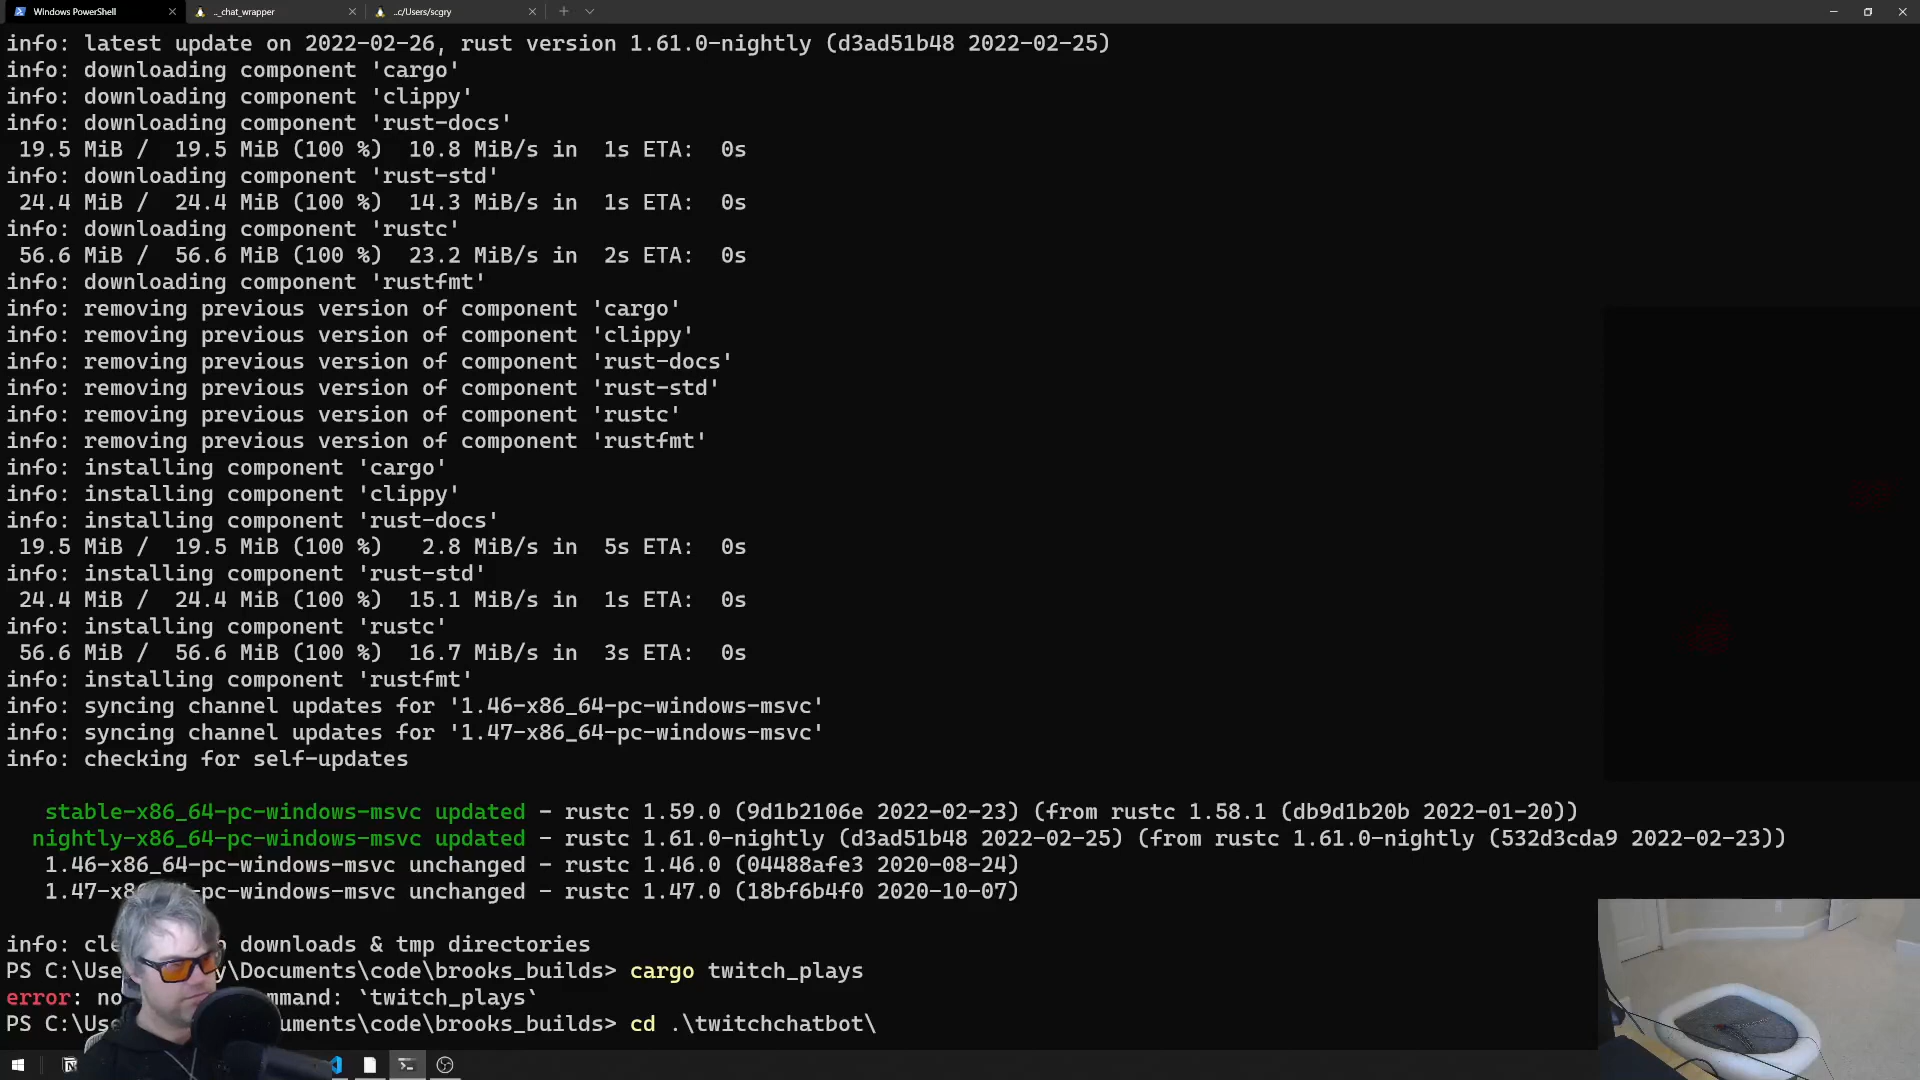 Windows PowerShell
.._chat_wrapper
..c/Users/scgry
info: latest update on 2022-02-26, rust version 1.61.0-nightly (d3ad51b48 2022-02-25)
info: downloading component 'cargo'
info: downloading component 'clippy'
info: downloading component 'rust-docs'
19.5 MiB / 19.5 MiB (100 %) 10.8 MiB/s in 1s ETA: 0s
info: downloading component 'rust-std'
24.4 MiB / 24.4 MiB (100 %) 14.3 MiB/s in 1s ETA: 0s
info: downloading component 'rustc'
56.6 MiB / 56.6 MiB (100 %) 23.2 MiB/s in 2s ETA: 0s
info: downloading component 'rustfmt'
info: removing previous version of component 'cargo'
info: removing previous version of component 'clippy'
info: removing previous version of component 'rust-docs'
info: removing previous version of component 'rust-std'
info: removing previous version of component 'rustc'
info: removing previous version of component 'rustfmt'
info: installing component 'cargo'
info: installing component 'clippy'
info: installing component 'rust-docs'
19.5 MiB / 19.5 MiB (100 %) 2.8 MiB/s in 5s ETA: 0s
info: installing component 'rust-std'
24.4 MiB / 24.4 MiB (100 %) 15.1 MiB/s in 1s ETA: 0s
info: installing component 'rustc'
56.6 MiB / 56.6 MiB (100 %) 16.7 MiB/s in 3s ETA: 0s
info: installing component 'rustfmt'
info: syncing channel updates for '1.46-x86_64-pc-windows-msvc'
info: syncing channel updates for '1.47-x86_64-pc-windows-msvc'
info: checking for self-updates
stable-x86_64-pc-windows-msvc updated - rustc 1.59.0 (9d1b2106e 2022-02-23) (from rustc 1.58.1 (db9d1b20b 2022-01-20))
nightly-x86_64-pc-windows-msvc updated - rustc 1.61.0-nightly (d3ad51b48 2022-02-25) (from rustc 1.61.0-nightly (532d3cda9 2022-02-23))
1.46-x86_64-pc-windows-msvc unchanged - rustc 1.46.0 (04488afe3 2020-08-24)
1.47-x86_64-pc-windows-msvc unchanged - rustc 1.47.0 (18bf6b4f0 2020-10-07)
info: downloads & tmp directories
PS C:\Use y\Documents\code\brooks_builds> cargo twitch_plays
error: no mmand: `twitch_plays`
PS C:\Use uments\code\brooks_builds> cd .\twitchchatbot\